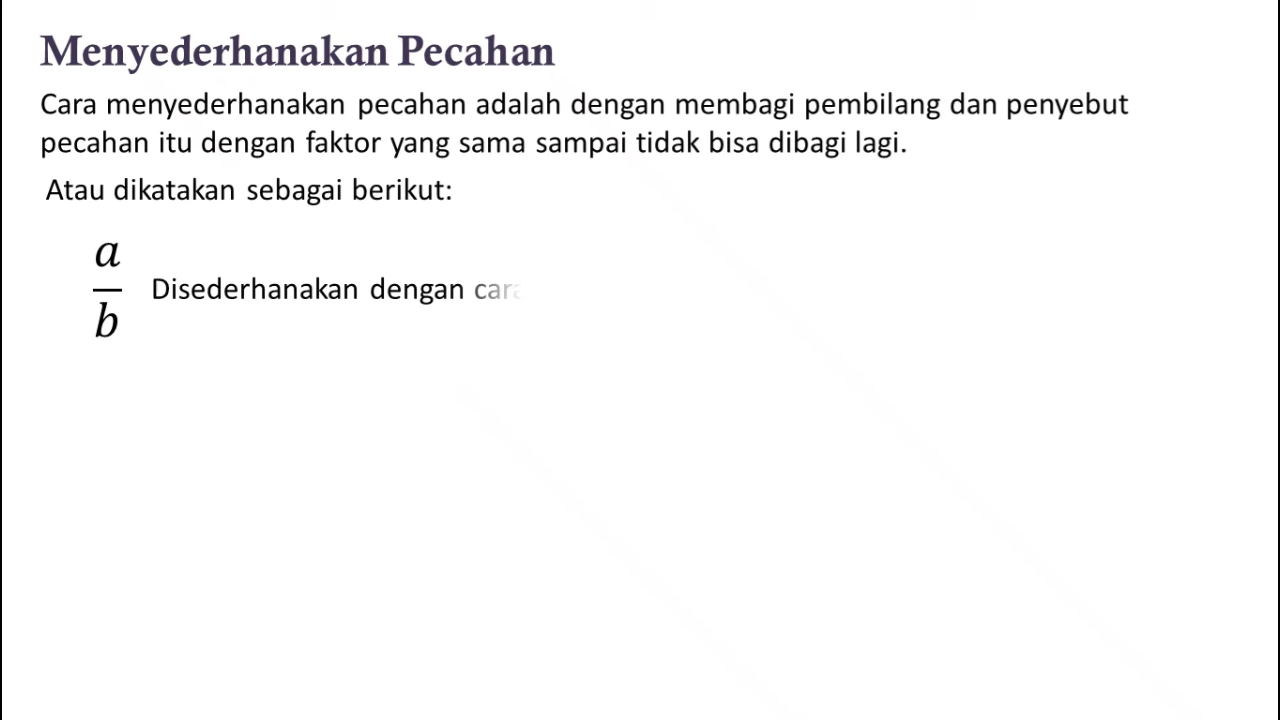 Menyederhanakan Pecahan
Cara menyederhanakan pecahan adalah dengan membagi pembilang dan penyebut
pecahan itu dengan faktor yang sama sampai tidak bisa dibagi lagi.
Atau dikatakan sebagai berikut:
a
b
Disederhanakan dengan cara